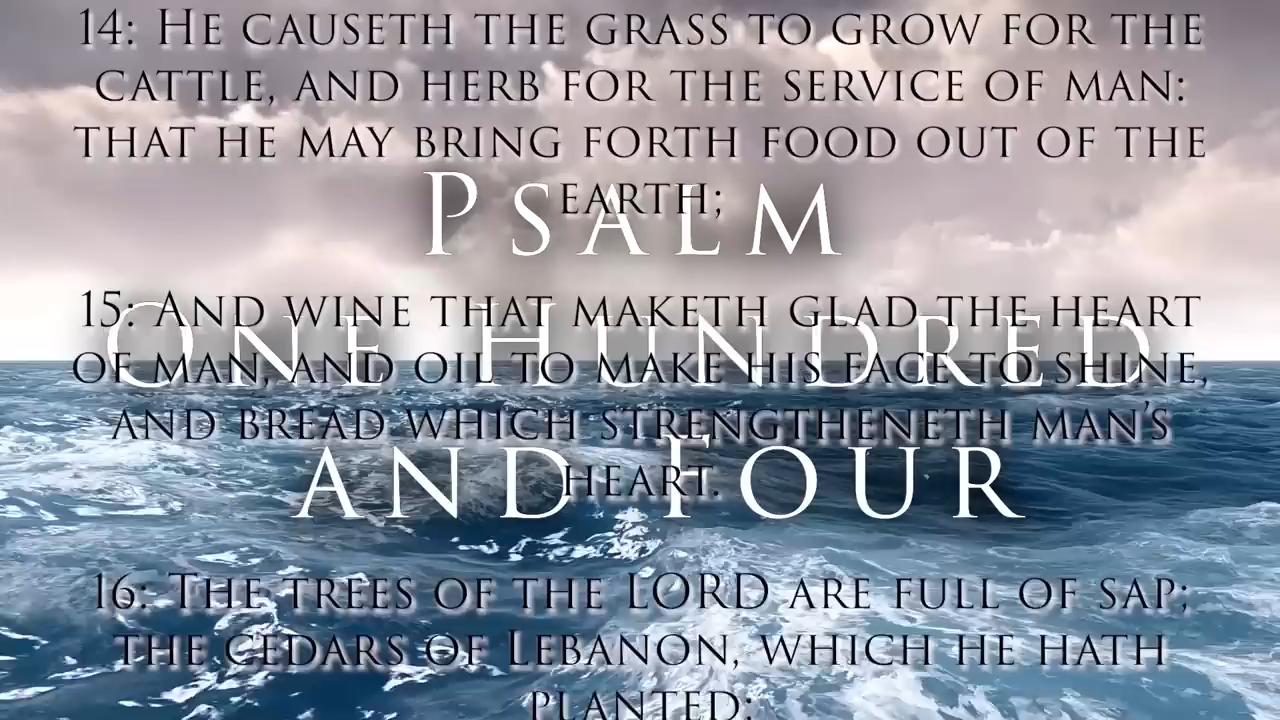 14: He causeth the grass to grow for the
cattle, and herb for the service of man:
that he may bring forth food out of the
earth;
Psalm
15: And wine that maketh glad the heart
One Hundred
of man, and oil to make his face to shine,
and bread which strengtheneth man's
and Four
heart.
16: The trees of the LORD are full of sap;
the cedars of Lebanon, which he hath
planted;